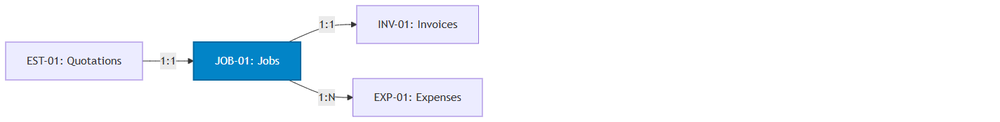 INV-01: Invoices
1:1
EST-01: Quotations
1:1
JOB-01: Jobs
1:N
EXP-01: Expenses